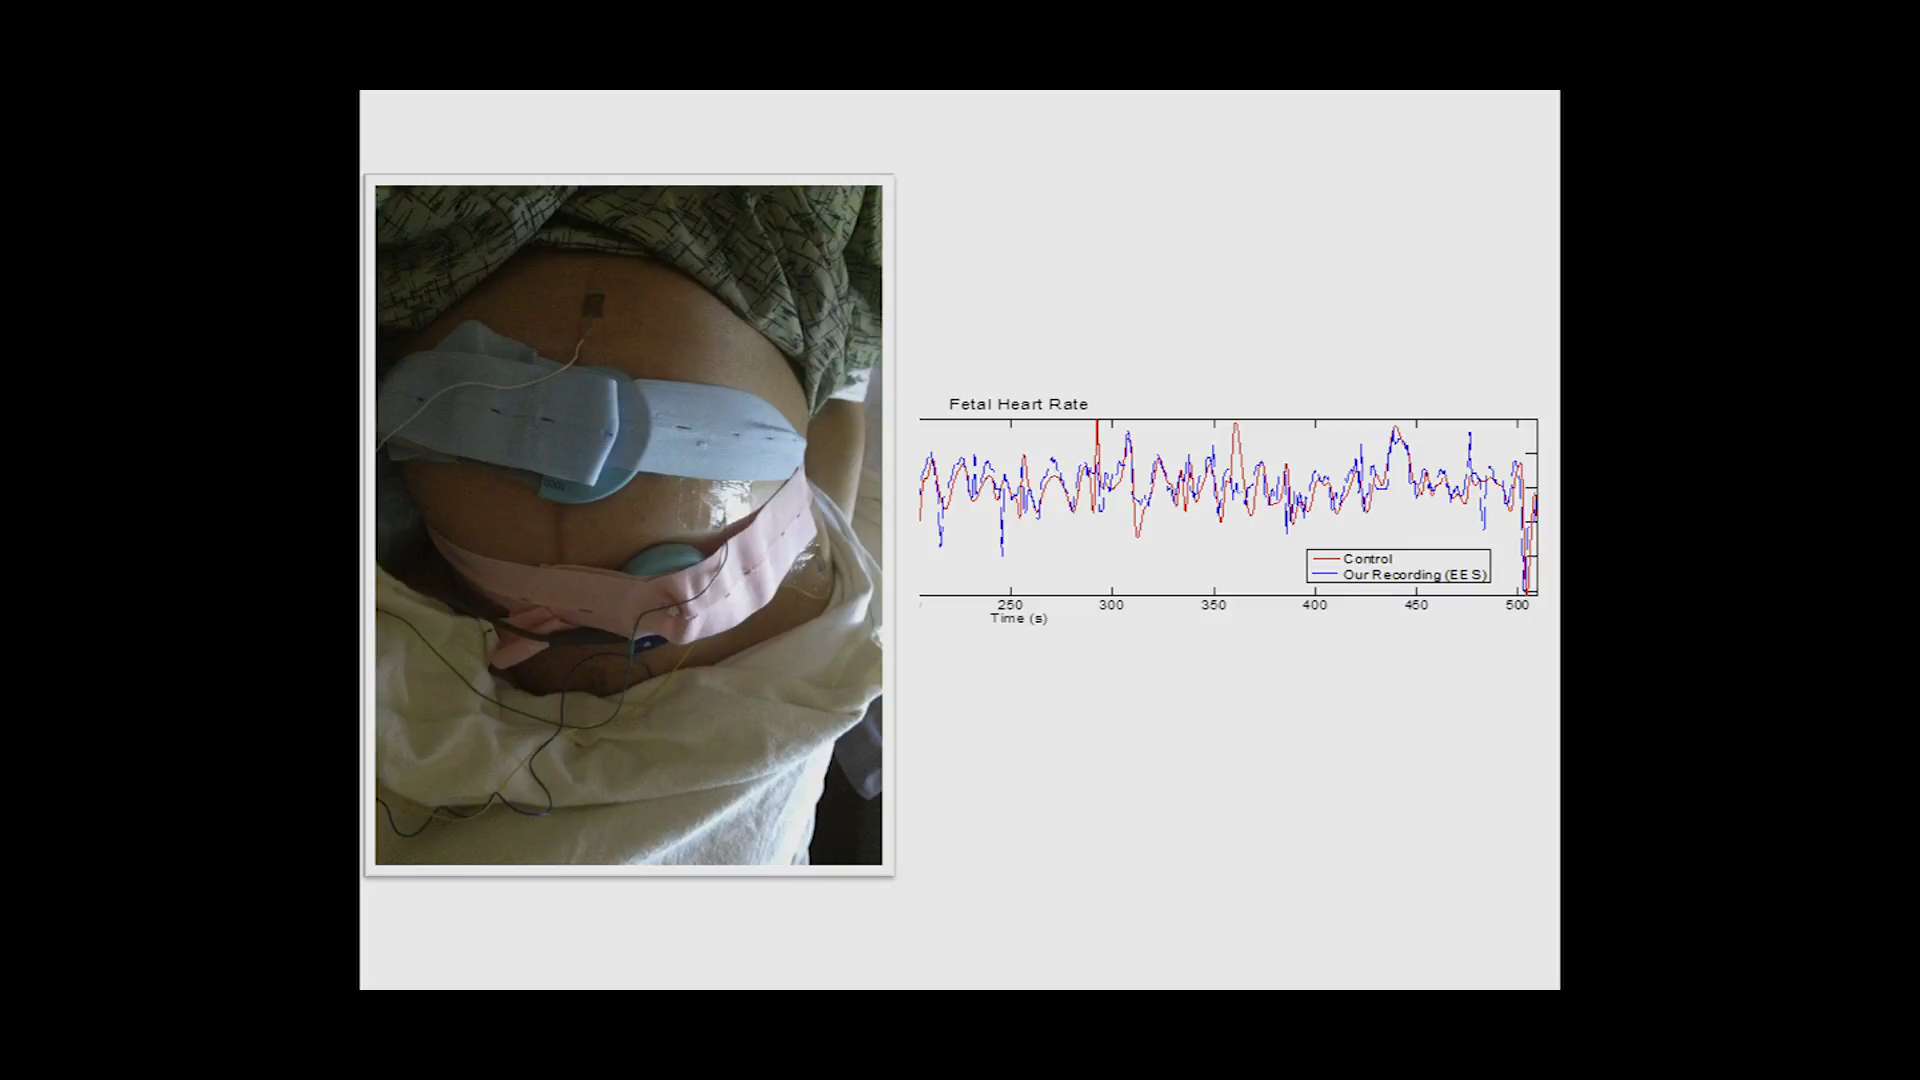 Fetal Heart Rate
Control
Our Recording (EES)
250 300 350 400 450 500
Time (s)